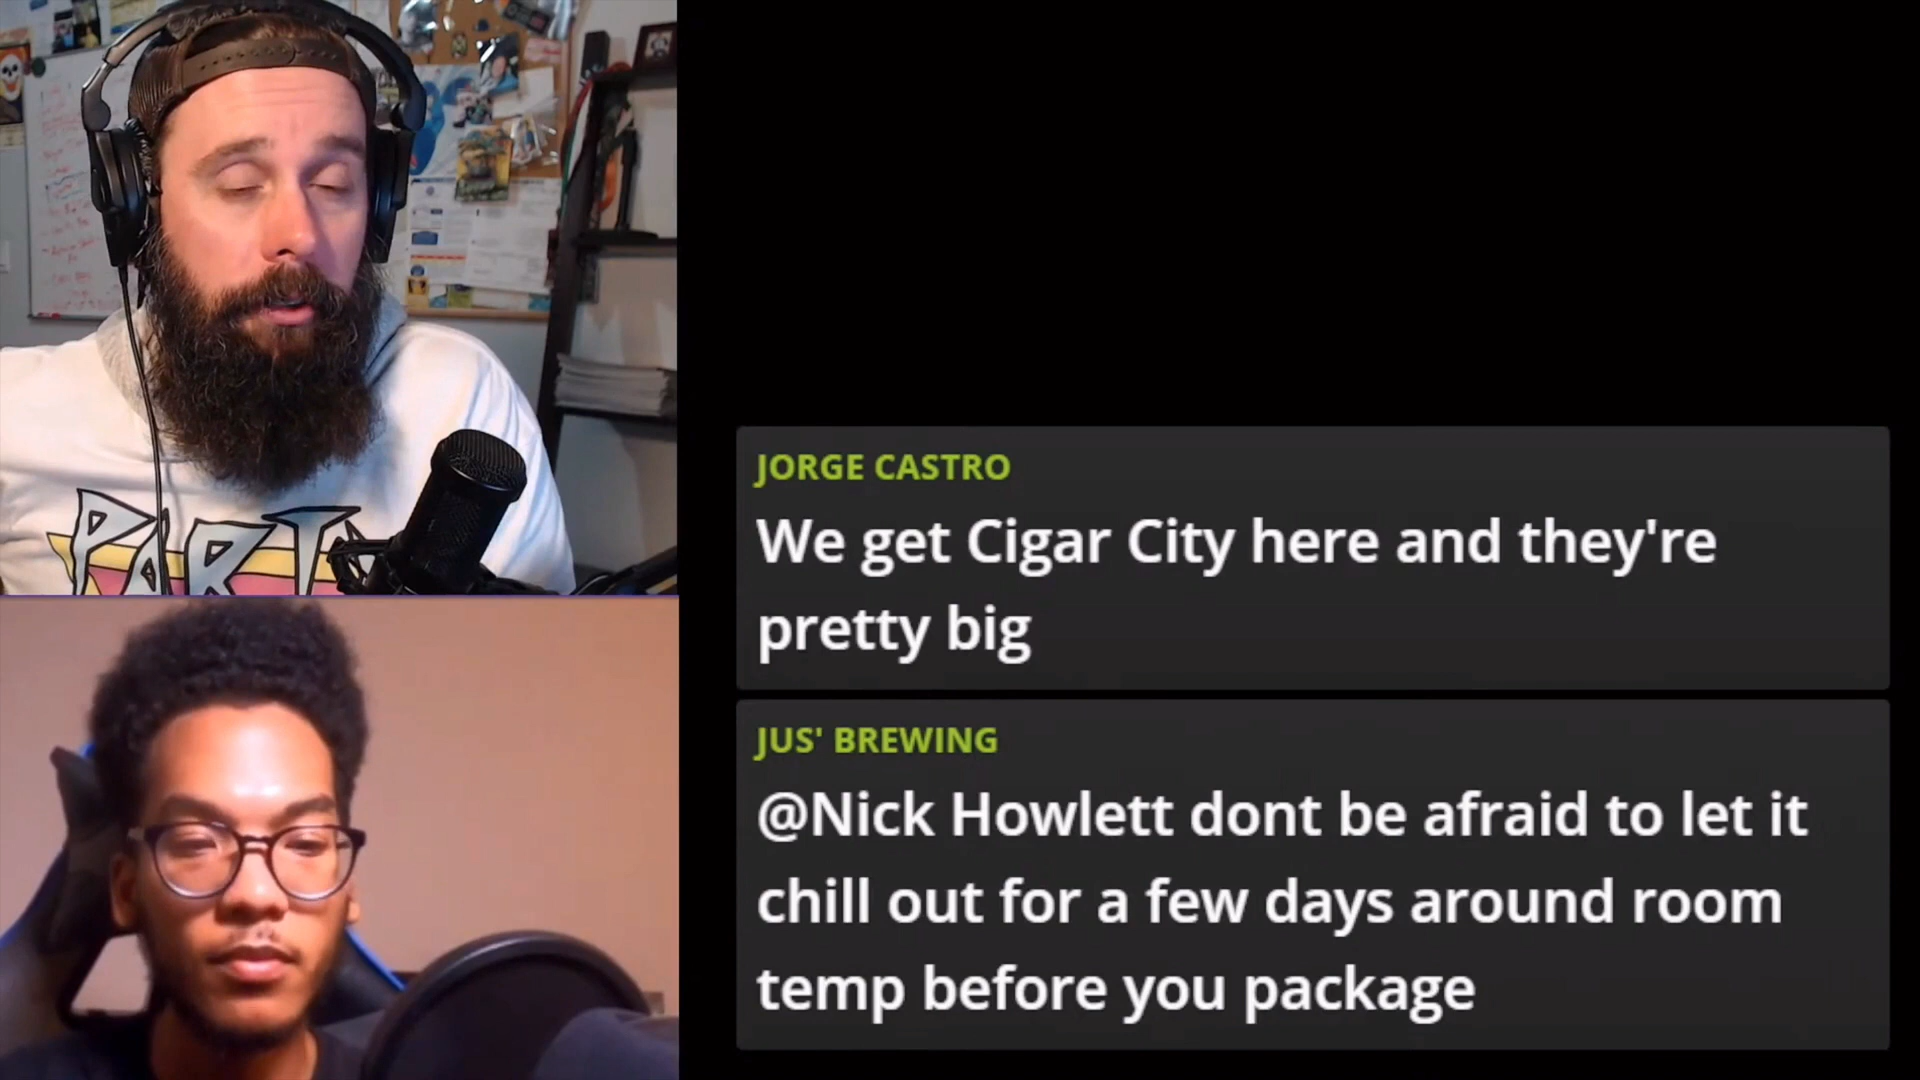 PARTY
JORGE CASTRO
We get Cigar City here and they're
pretty big
JUS' BREWING
@Nick Howlett dont be afraid to let it
chill out for a few days around room
temp before you package